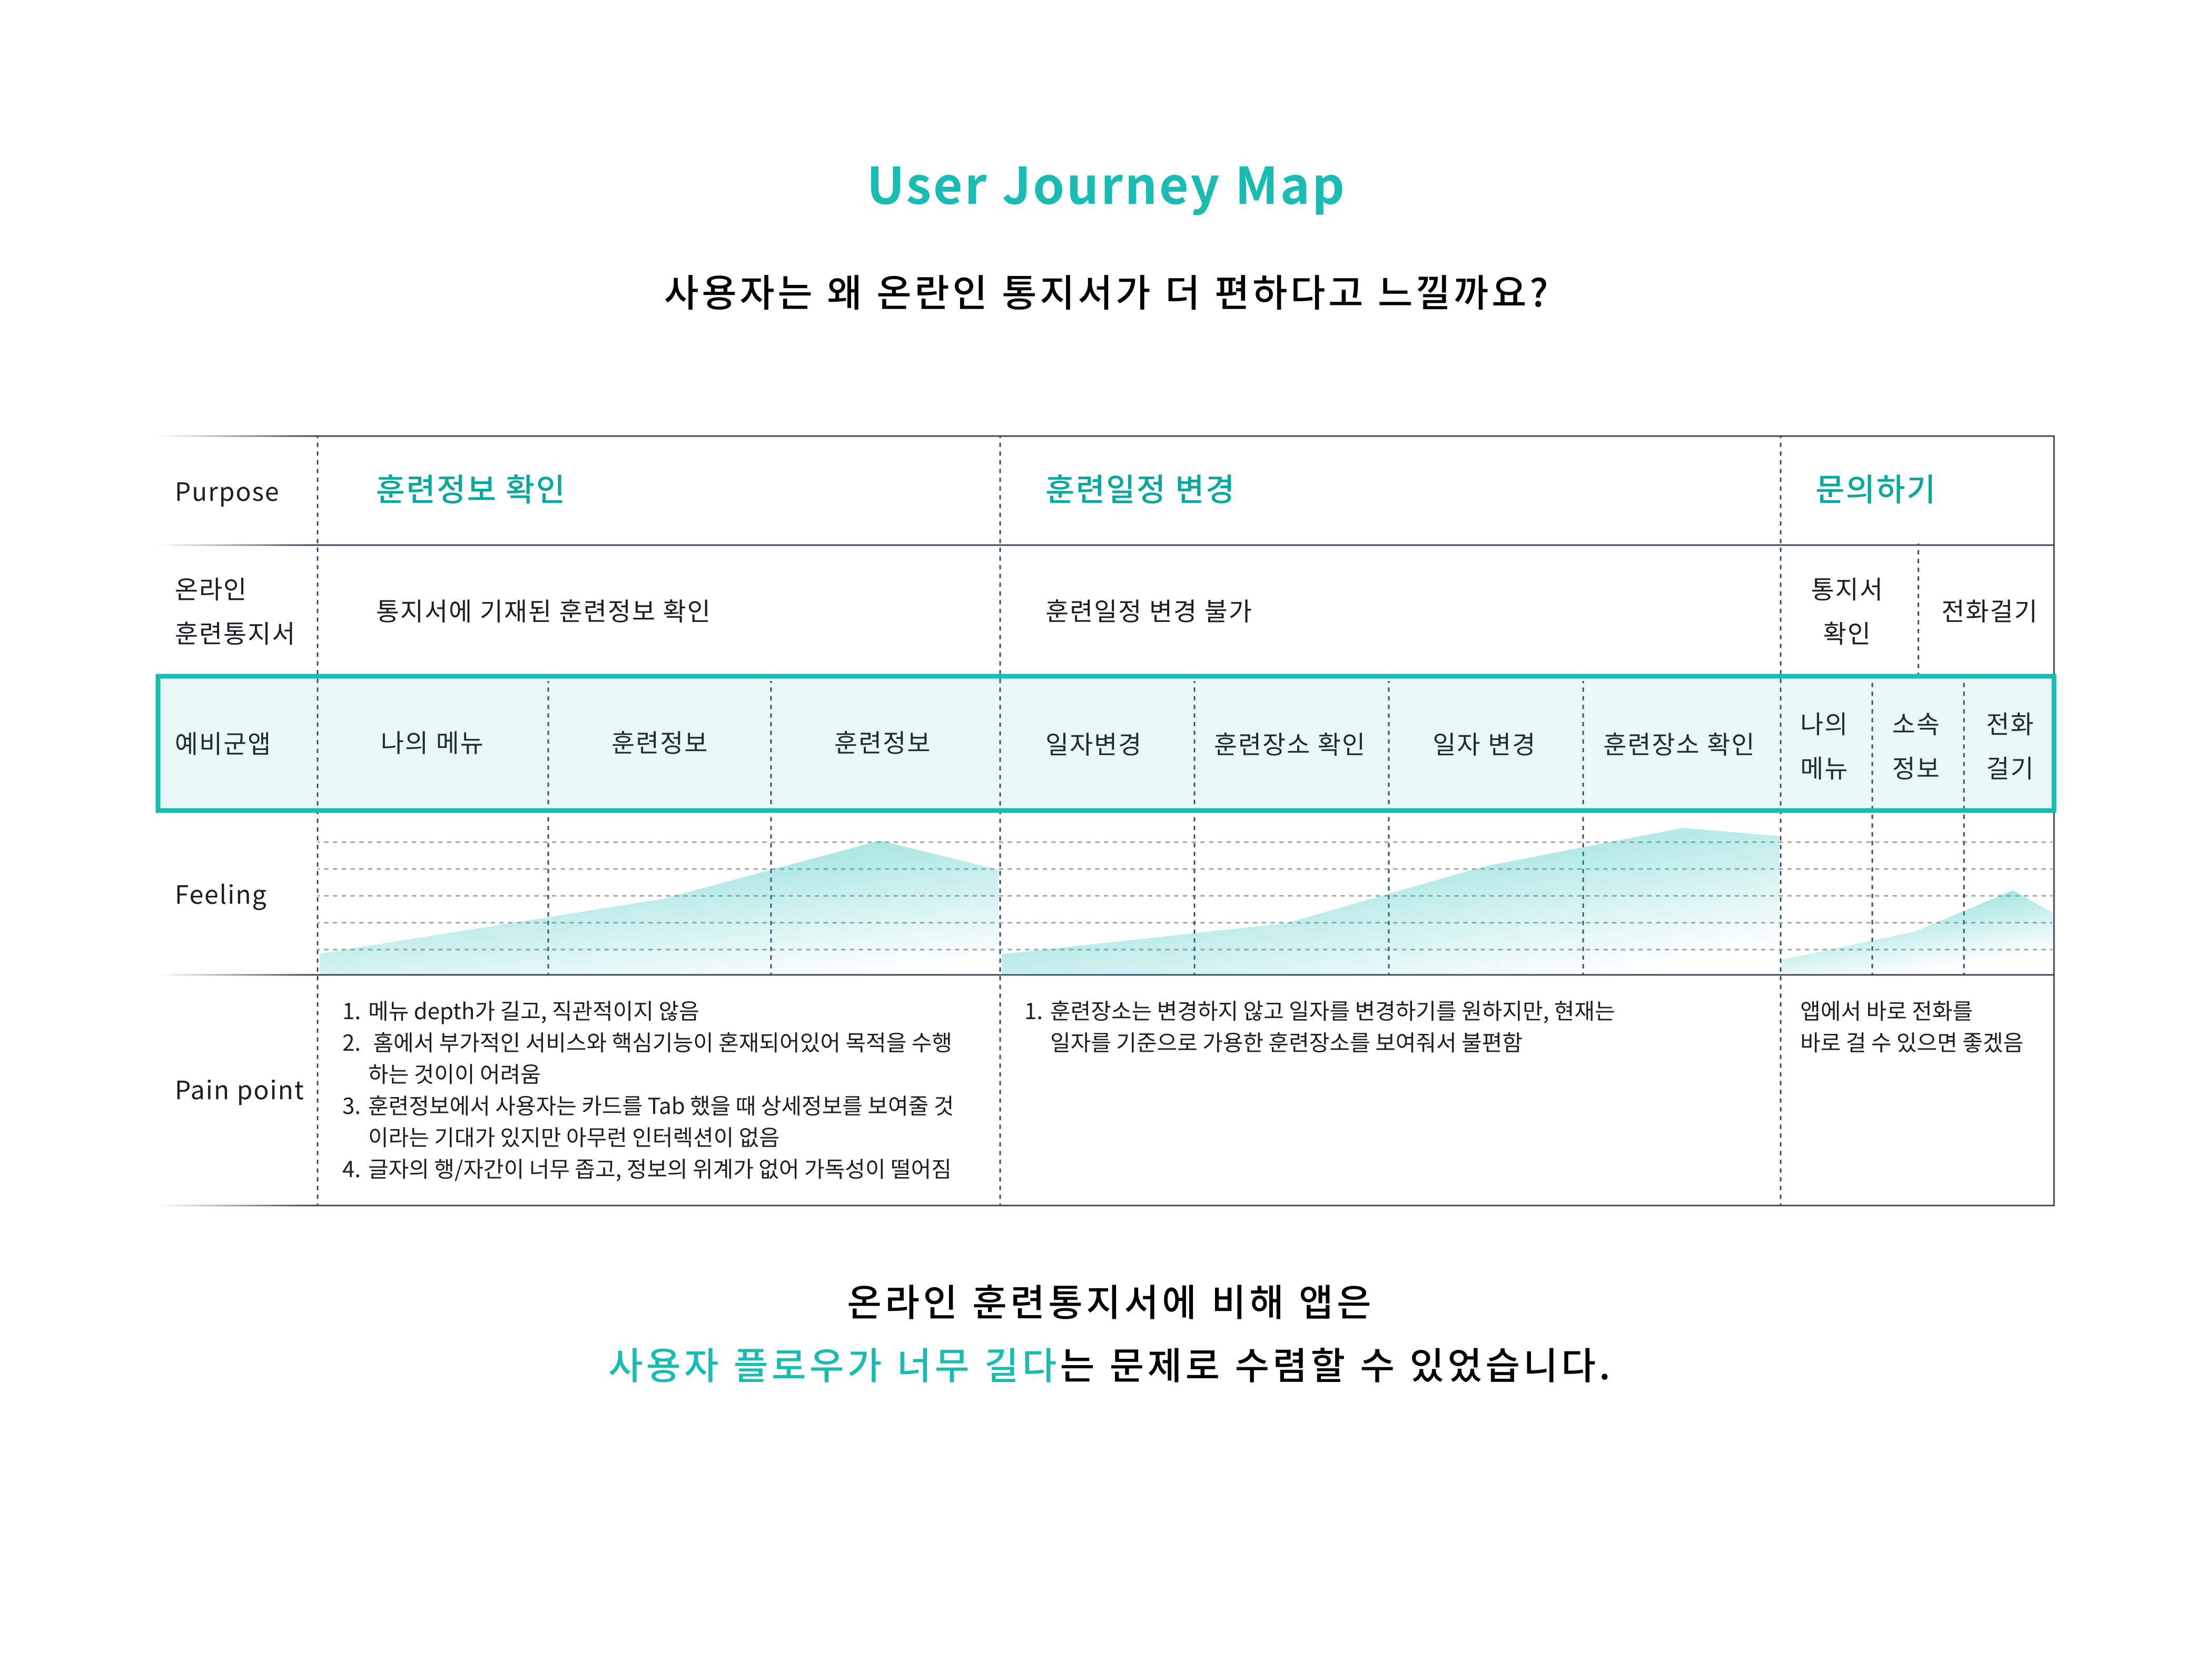 User Journey Map
사용자는 왜 온란인 통지서가 더 편하다고 느낄까요?
Purpose
훈련정보 확인
훈련일정 변경
문의하기
온라인
훈련통지서
통지서에 기재된 훈련정보 확인
훈련일정 변경 불가
통지서
확인
전화걸기
예비군앱
나의 메뉴
훈련정보
훈련정보
일자변경
훈련장소 확인
일자 변경
훈련장소 확인
나의
메뉴
소속
정보
전화
걸기
Feeling
Pain point
1. 메뉴 depth가 길고, 직관적이지 않음
2. 홈에서 부가적인 서비스와 핵심기능이 혼재되어있어 목적을 수행
하는 것이이 어려움
3. 훈련정보에서 사용자는 카드를 Tab 했을 때 상세정보를 보여줄 것
이라는 기대가 있지만 아무런 인터렉션이 없음
4. 글자의 행/자간이 너무 좁고, 정보의 위계가 없어 가독성이 떨어짐
1. 훈련장소는 변경하지 않고 일자를 변경하기를 원하지만, 현재는
일자를 기준으로 가용한 훈련장소를 보여줘서 불편함
앱에서 바로 전화를
바로 걸 수 있으면 좋겠음
온라인 훈련통지서에 비해 앱은
사용자 플로우가 너무 길다는 문제로 수렴할 수 있었습니다.